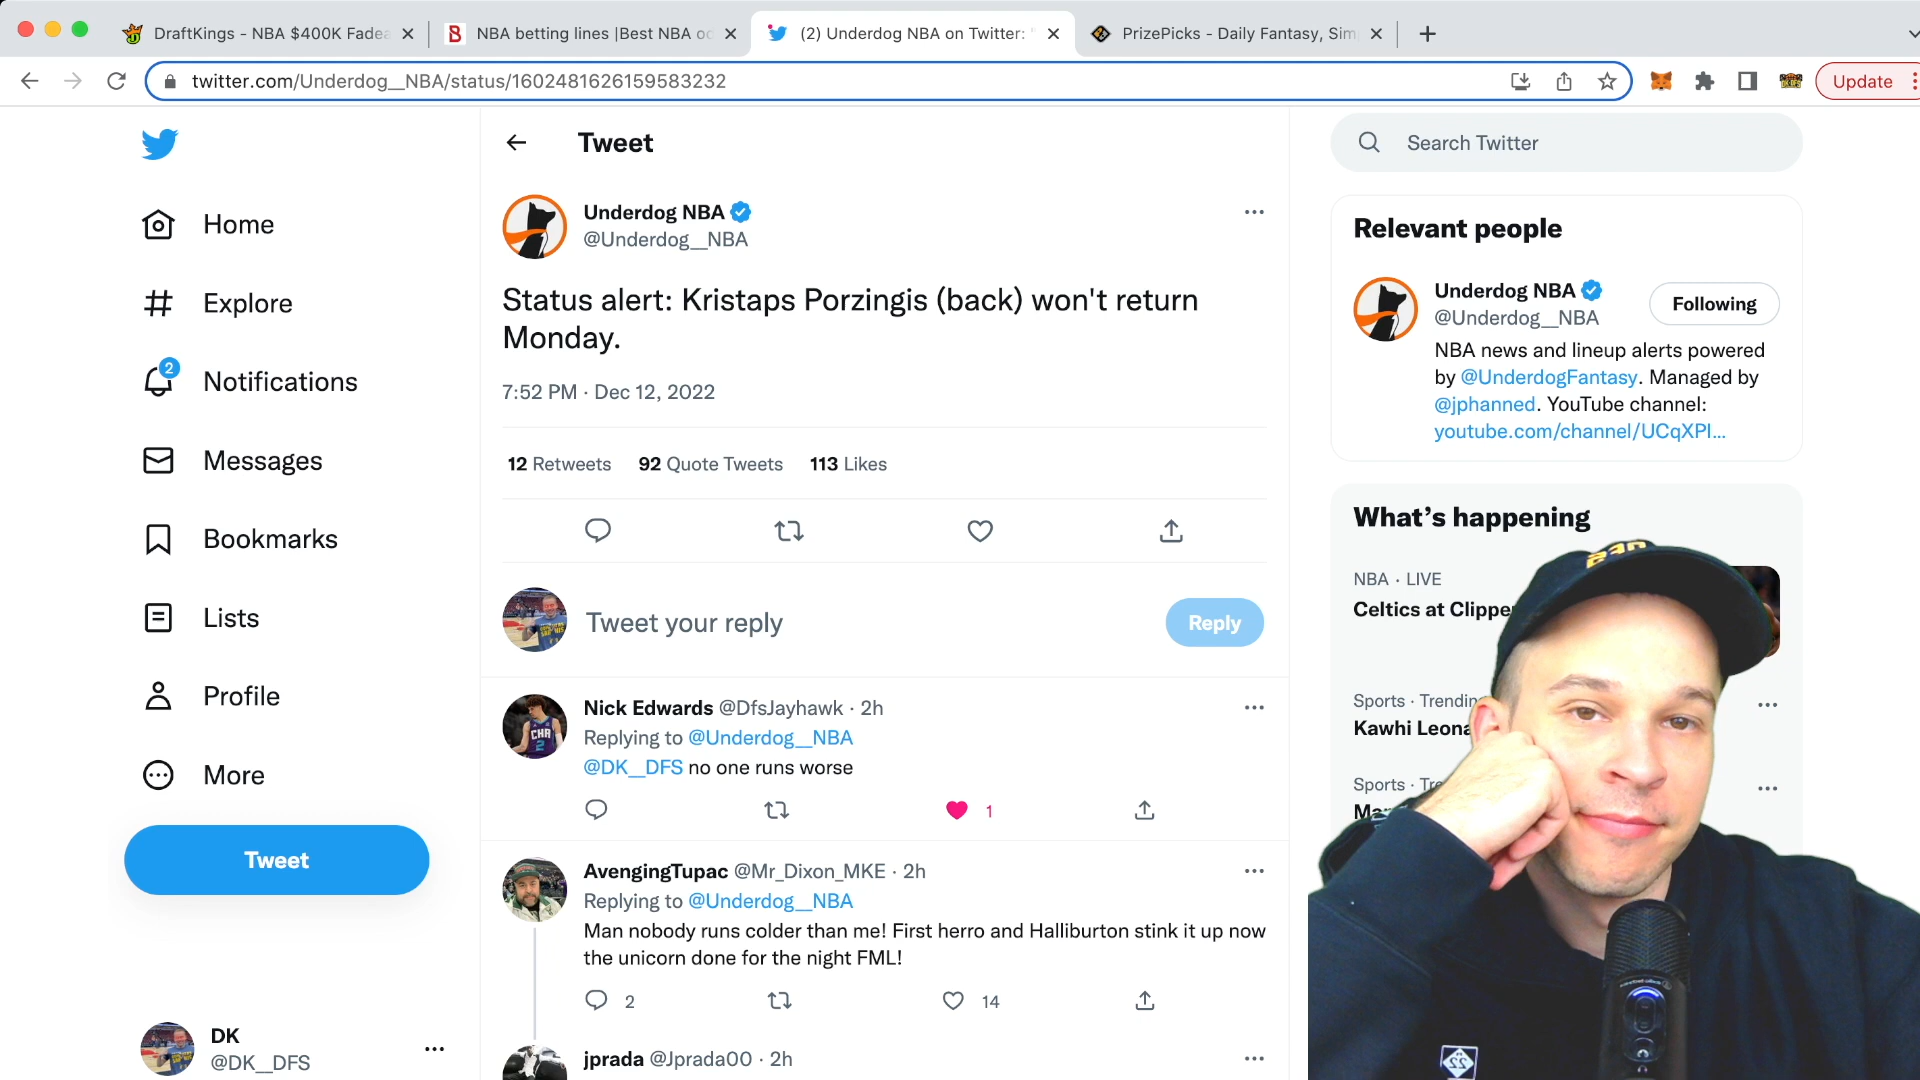 DraftKings - NBA $400K Fadea
NBA betting lines |Best NBA od
(2) Underdog NBA on Twitter: "
PrizePicks - Daily Fantasy, Sim
twitter.com/Underdog__NBA/status/1602481626159583232
Update
Home
Explore
2
Notifications
Messages
Bookmarks
Lists
Profile
More
Tweet
DK
@DK__DFS
Tweet
Underdog NBA
@Underdog__NBA
Status alert: Kristaps Porzingis (back) won't return
Monday.
7:52 PM · Dec 12, 2022
12 Retweets 92 Quote Tweets 113 Likes
Tweet your reply
Reply
Nick Edwards @DfsJayhawk · 2h
Replying to @Underdog__NBA
@DK__DFS no one runs worse
1
AvengingTupac @Mr_Dixon_MKE · 2h
Replying to @Underdog__NBA
Man nobody runs colder than me! First herro and Halliburton stink it up now
the unicorn done for the night FML!
2 14
jprada @Jprada00 · 2h
Search Twitter
Relevant people
Underdog NBA
@Underdog__NBA
Following
NBA news and lineup alerts powered
by @UnderdogFantasy. Managed by
@jphanned. YouTube channel:
youtube.com/channel/UCqXPI...
What's happening
NBA · LIVE
Celtics at Clippe
Sports · Trending
Kawhi Leona
Sports · Tre